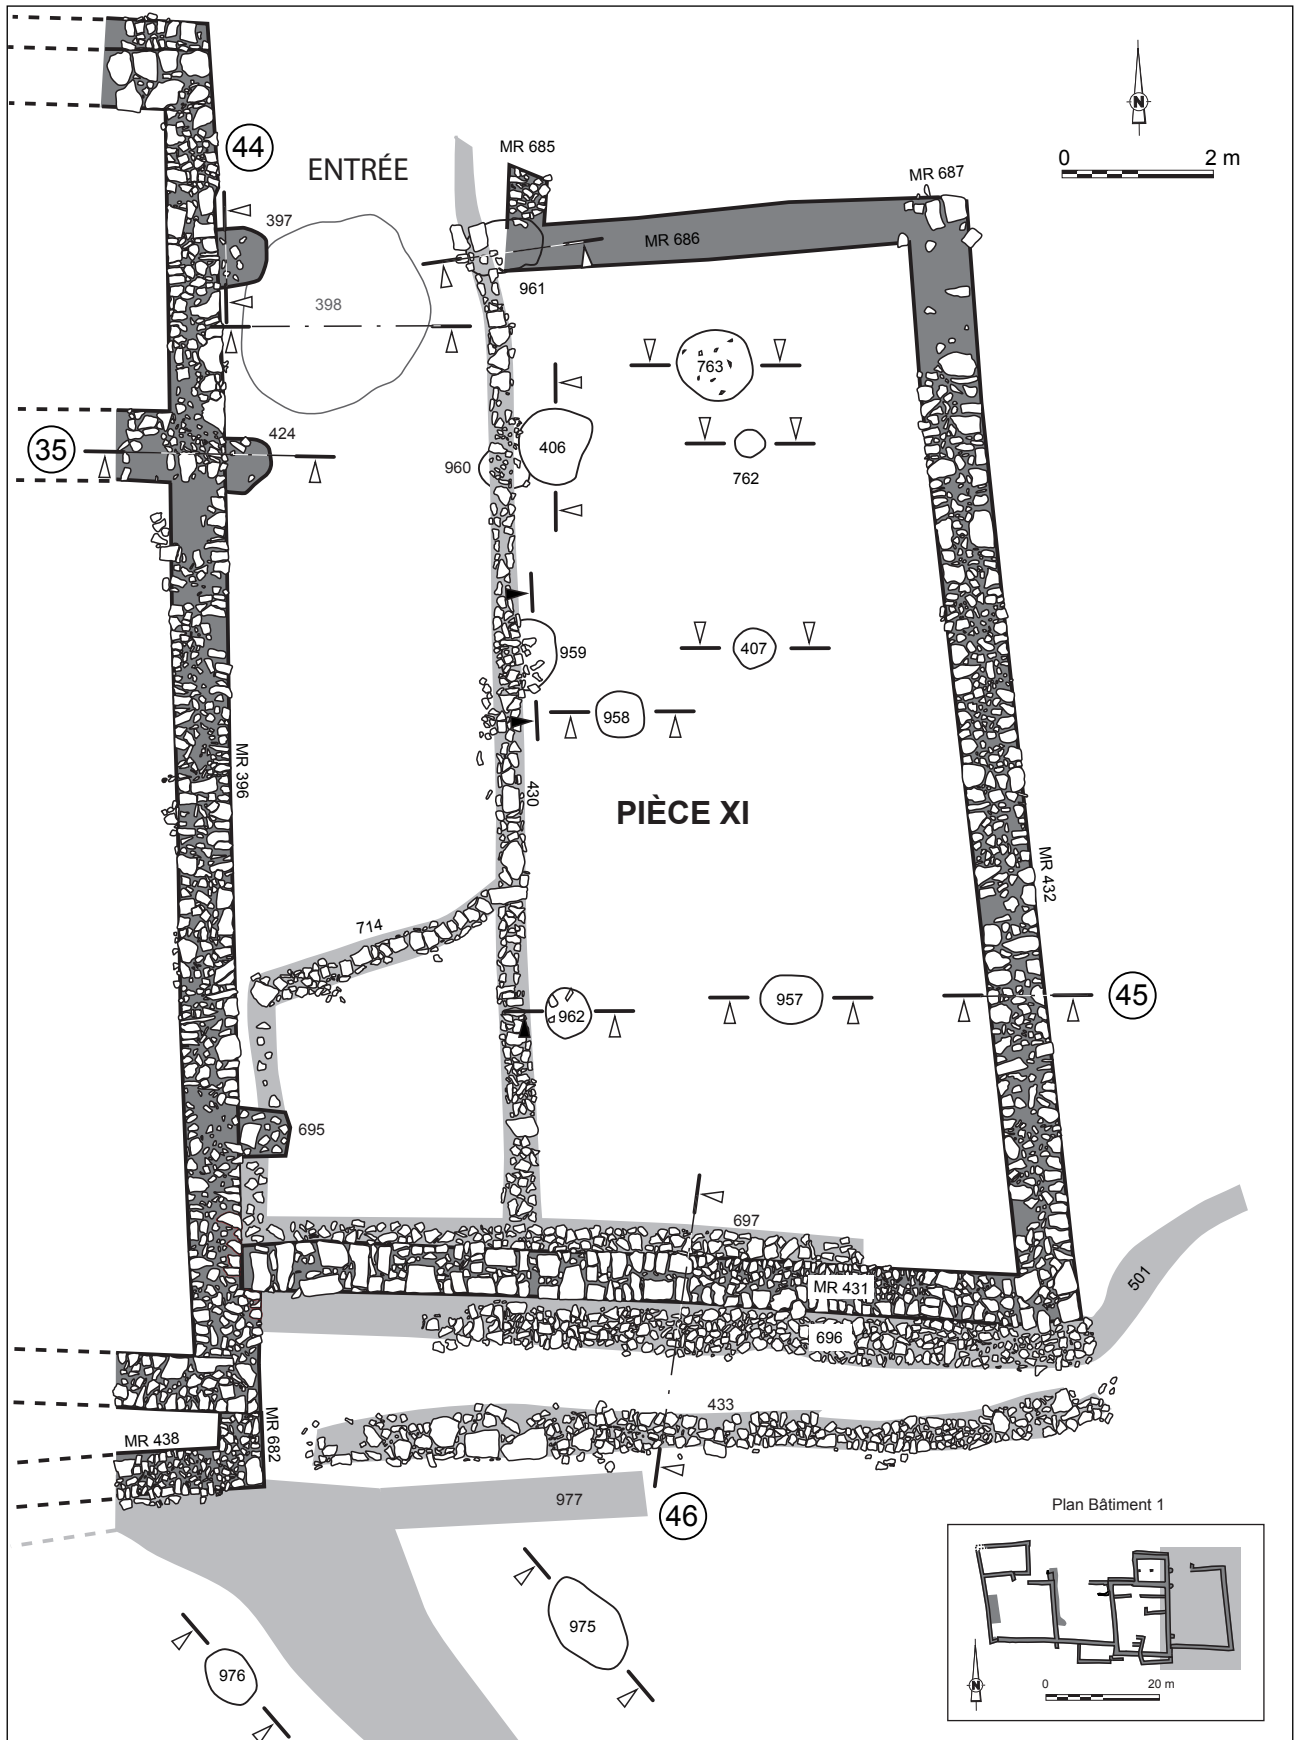 N
0 2 m
44
ENTRÉE
MR 685
MR 687
397
MR 686
961
398
763
35
424
960
406
762
959
407
958
MR 396
430
PIÈCE XI
MR 432
714
962
957
45
695
697
MR 431
501
696
433
MR 438
MR 682
977
46
Plan Bâtiment 1
975
976
N
0 20 m